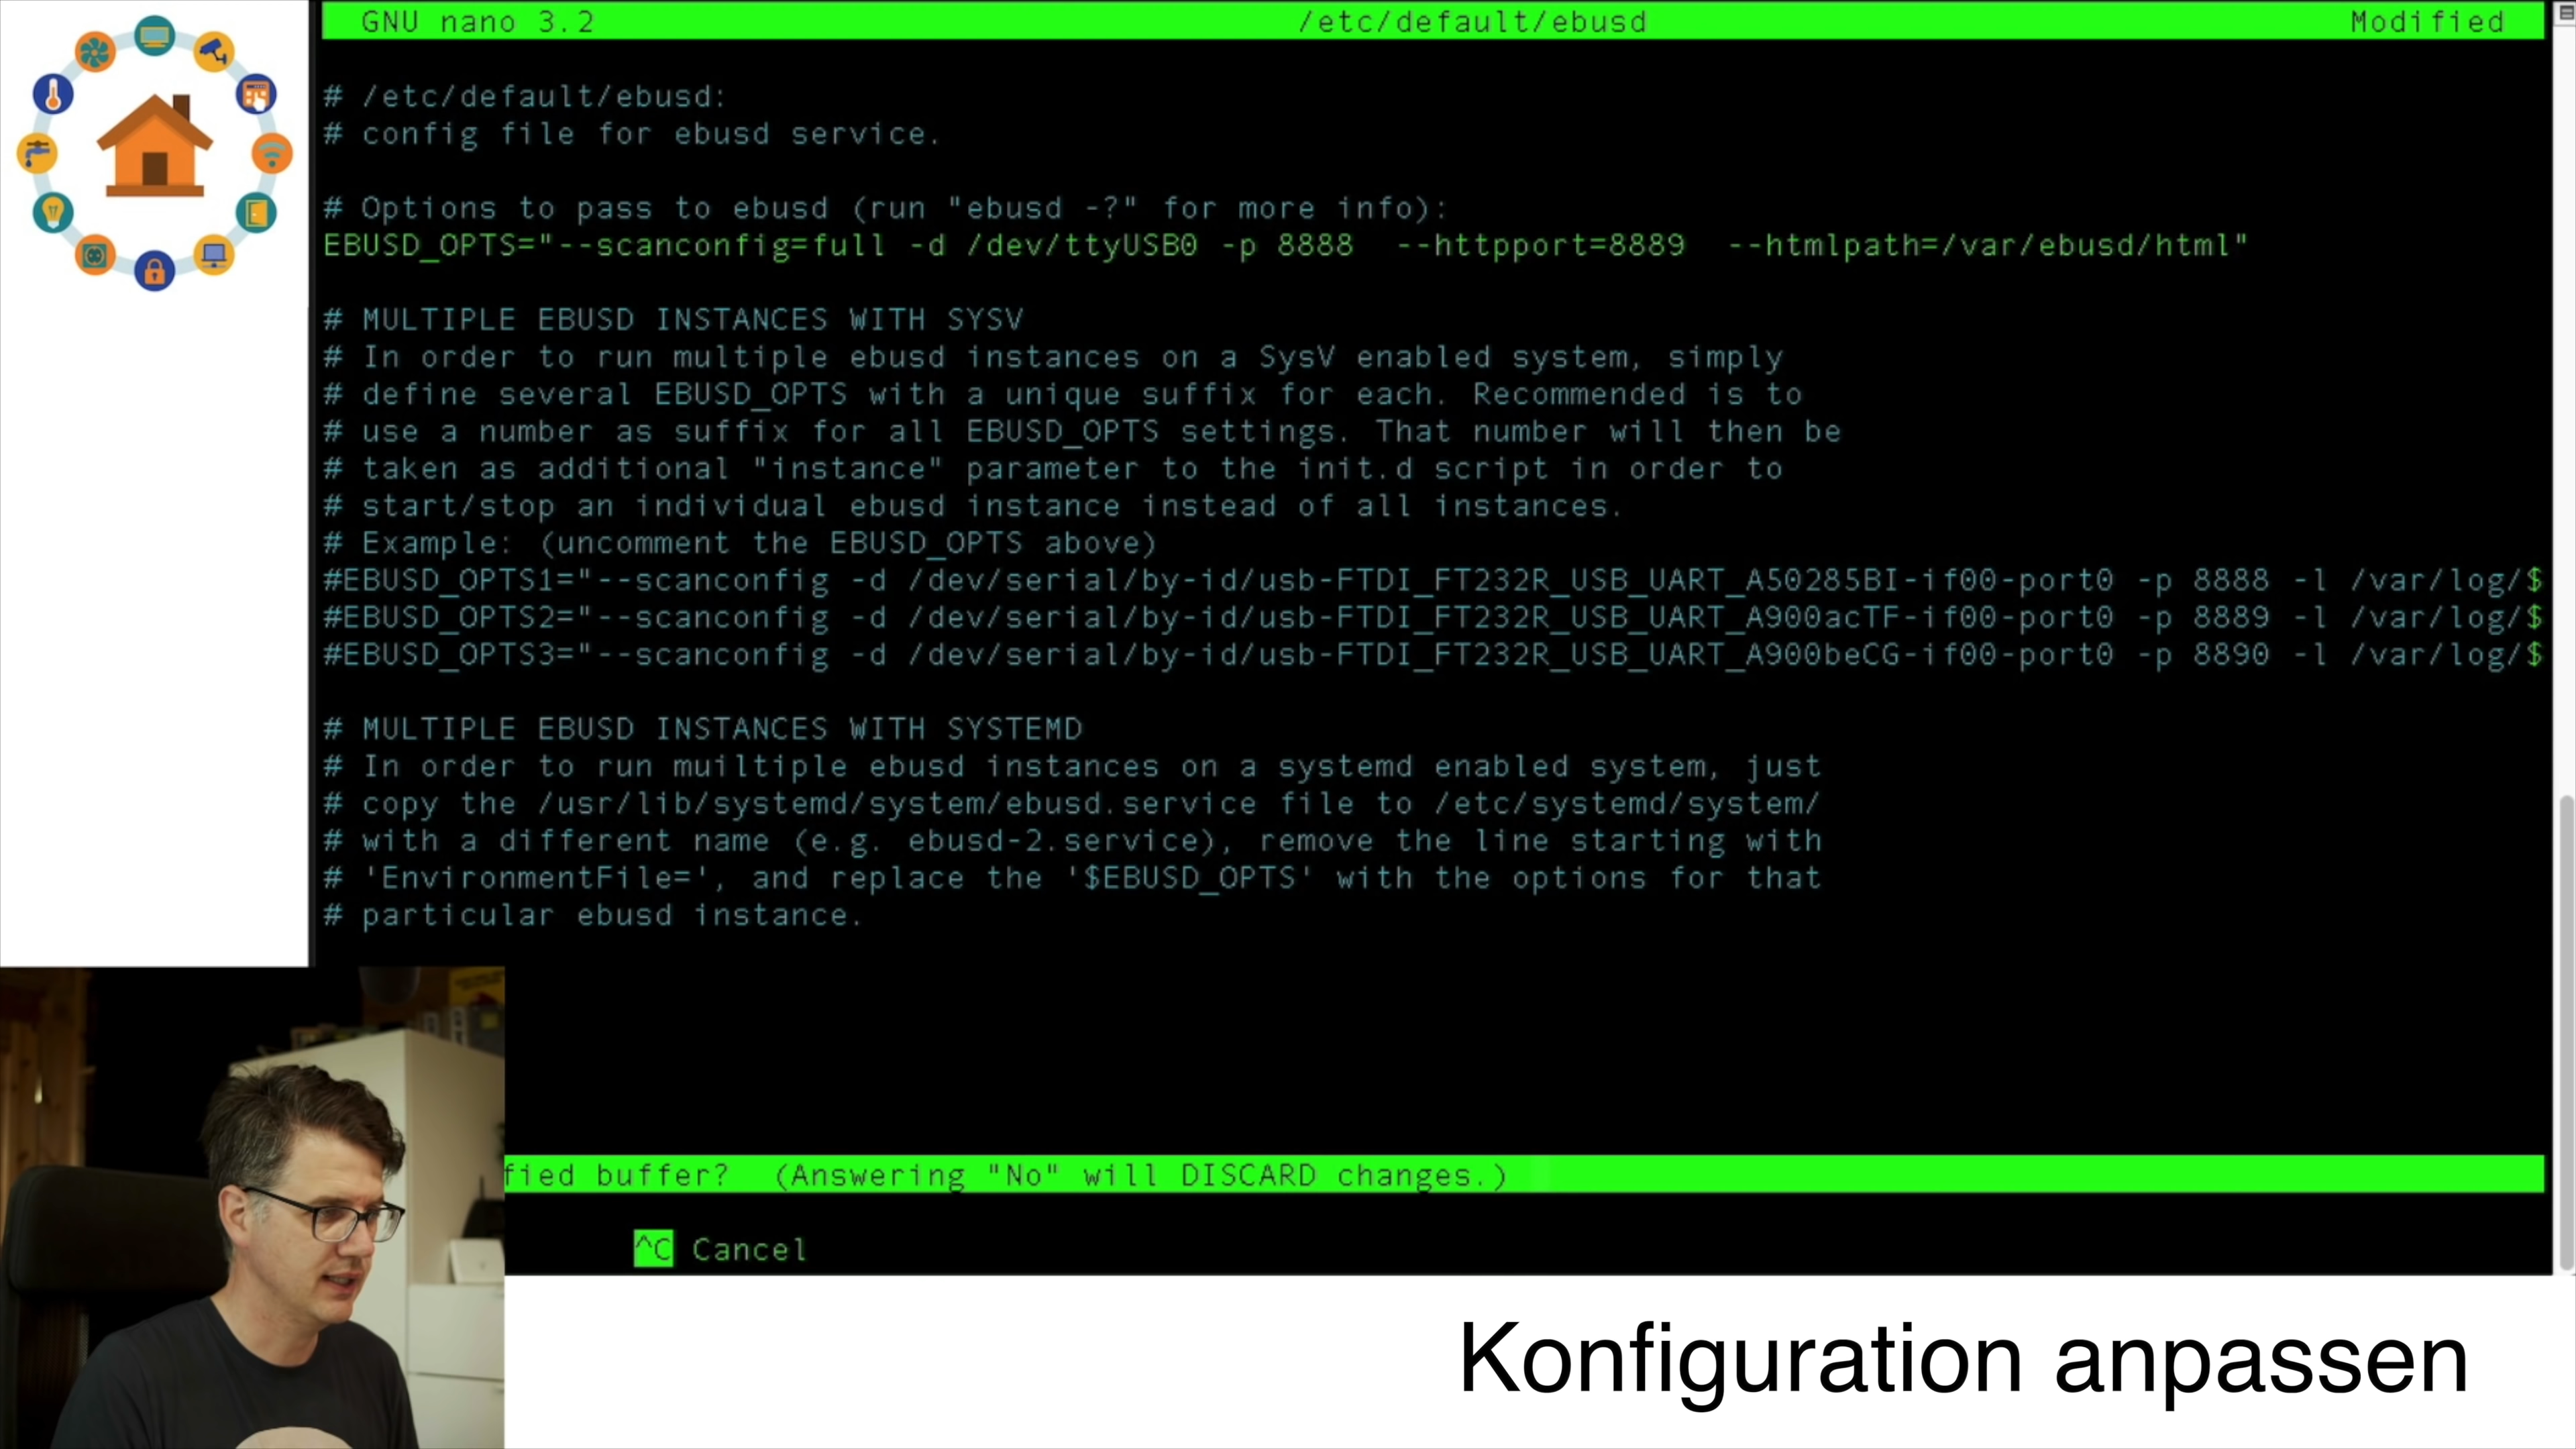 GNU nano 3.2 /etc/default/ebusd Modified
# /etc/default/ebusd:
# config file for ebusd service.
# Options to pass to ebusd (run "ebusd -?" for more info):
EBUSD_OPTS="--scanconfig=full -d /dev/ttyUSB0 -p 8888  --httpport=8889  --htmlpath=/var/ebusd/html"
# MULTIPLE EBUSD INSTANCES WITH SYSV
# In order to run multiple ebusd instances on a SysV enabled system, simply
# define several EBUSD_OPTS with a unique suffix for each. Recommended is to
# use a number as suffix for all EBUSD_OPTS settings. That number will then be
# taken as additional "instance" parameter to the init.d script in order to
# start/stop an individual ebusd instance instead of all instances.
# Example: (uncomment the EBUSD_OPTS above)
#EBUSD_OPTS1="--scanconfig -d /dev/serial/by-id/usb-FTDI_FT232R_USB_UART_A50285BI-if00-port0 -p 8888 -l /var/log/$
#EBUSD_OPTS2="--scanconfig -d /dev/serial/by-id/usb-FTDI_FT232R_USB_UART_A900acTF-if00-port0 -p 8889 -l /var/log/$
#EBUSD_OPTS3="--scanconfig -d /dev/serial/by-id/usb-FTDI_FT232R_USB_UART_A900beCG-if00-port0 -p 8890 -l /var/log/$
# MULTIPLE EBUSD INSTANCES WITH SYSTEMD
# In order to run muiltiple ebusd instances on a systemd enabled system, just
# copy the /usr/lib/systemd/system/ebusd.service file to /etc/systemd/system/
# with a different name (e.g. ebusd-2.service), remove the line starting with
# 'EnvironmentFile=', and replace the '$EBUSD_OPTS' with the options for that
# particular ebusd instance.
fied buffer?  (Answering "No" will DISCARD changes.)
^C Cancel
Konfiguration anpassen